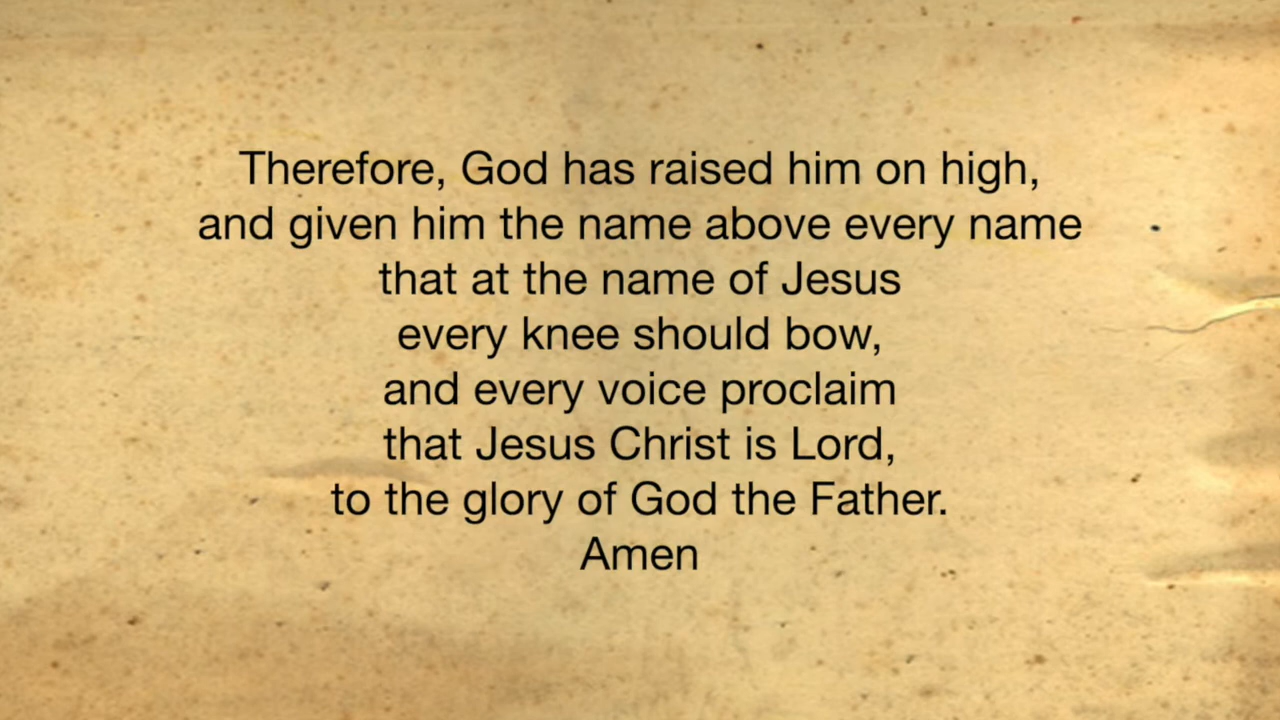 Therefore, God has raised him on high,
and given him the name above every name
that at the name of Jesus
every knee should bow,
and every voice proclaim
that Jesus Christ is Lord,
to the glory of God the Father.
Amen